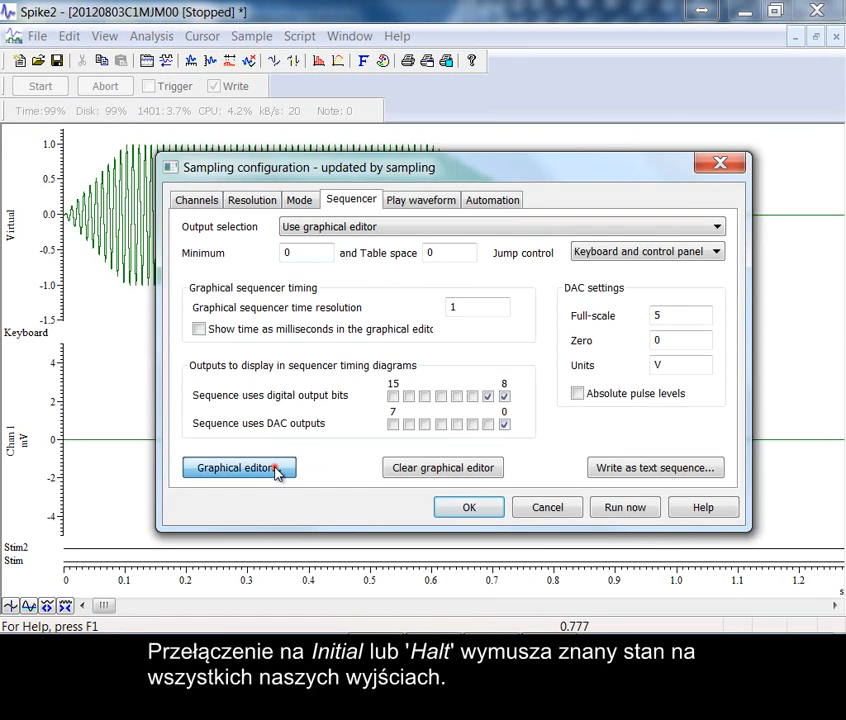 Spike2 - [20120803C1MJM00 [Stopped] *]
File Edit View Analysis Cursor Sample Script Window Help
Start Abort Trigger Write
Time:99% Disk: 99% 1401:3.7% CPU: 4.2% kB/s: 20 Note: 0
Sampling configuration - updated by sampling
Channels Resolution Mode Sequencer Play waveform Automation
Output selection Use graphical editor
Minimum 0 and Table space 0 Jump control Keyboard and control panel
Graphical sequencer timing
Graphical sequencer time resolution 1
Show time as milliseconds in the graphical editc
Outputs to display in sequencer timing diagrams
15 8
Sequence uses digital output bits
7 0
Sequence uses DAC outputs
DAC settings
Full-scale 5
Zero 0
Units V
Absolute pulse levels
Graphical editor... Clear graphical editor Write as text sequence...
OK Cancel Run now Help
1.0
0.5
0.0
-0.5
-1.0
-1.5
Virtual
Keyboard
4
2
0
-2
-4
Chan 1
mV
Stim2
Stim
0 0.1 0.2 0.3 0.4 0.5 0.6 0.7 0.8 0.9 1.0 1.1 1.2
s
For Help, press F1 0.777
Przełączenie na Initial lub 'Halt' wymusza znany stan na
wszystkich naszych wyjściach.